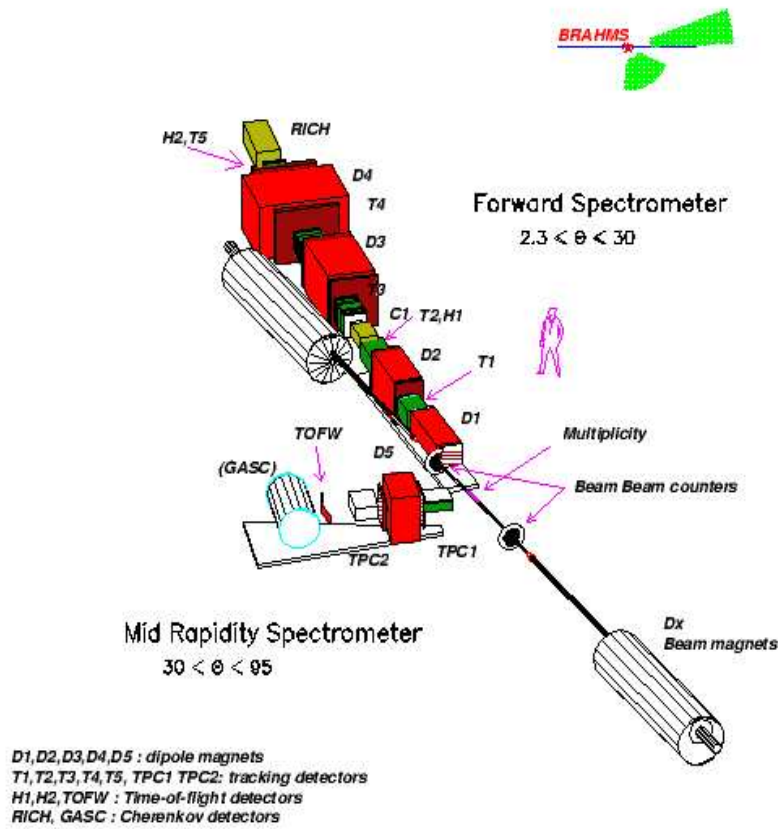 BRAHMS
RICH
H2,T5
D4
T4
Forward Spectrometer
2.3 < θ < 30
D3
T3
C1
T2,H1
D2
T1
D1
TOFW
D5
Multiplicity
(GASC)
Beam Beam counters
TPC2
TPC1
Dx
Beam magnets
Mid Rapidity Spectrometer
30 < θ < 95
D1,D2,D3,D4,D5 : dipole magnets
T1,T2,T3,T4,T5, TPC1 TPC2: tracking detectors
H1,H2,TOFW : Time-of-flight detectors
RICH, GASC : Cherenkov detectors